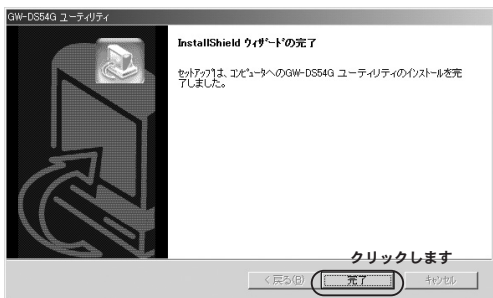 GW-DS54G ユーティリティ
InstallShield ｳｨｻﾞｰﾄﾞの完了
ｾｯﾄｱｯﾌﾟは、ｺﾝﾋﾟｭｰﾀへのGW-DS54G ユーティリティのｲﾝｽﾄｰﾙを完
了しました。
クリックします
< 戻る(B)
完了
ｷｬﾝｾﾙ